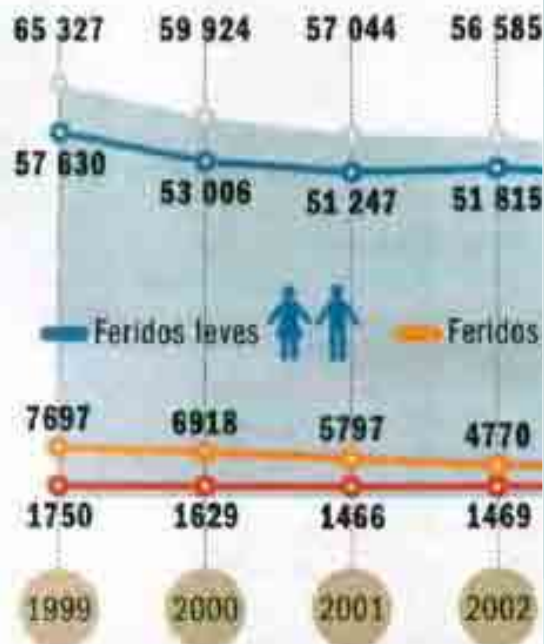 65 327 59 924 57 044 56 585
57 630 53 006 51 247 51 815
Feridos leves Feridos
7697 6918 5797 4770
1750 1629 1466 1469
1999 2000 2001 2002